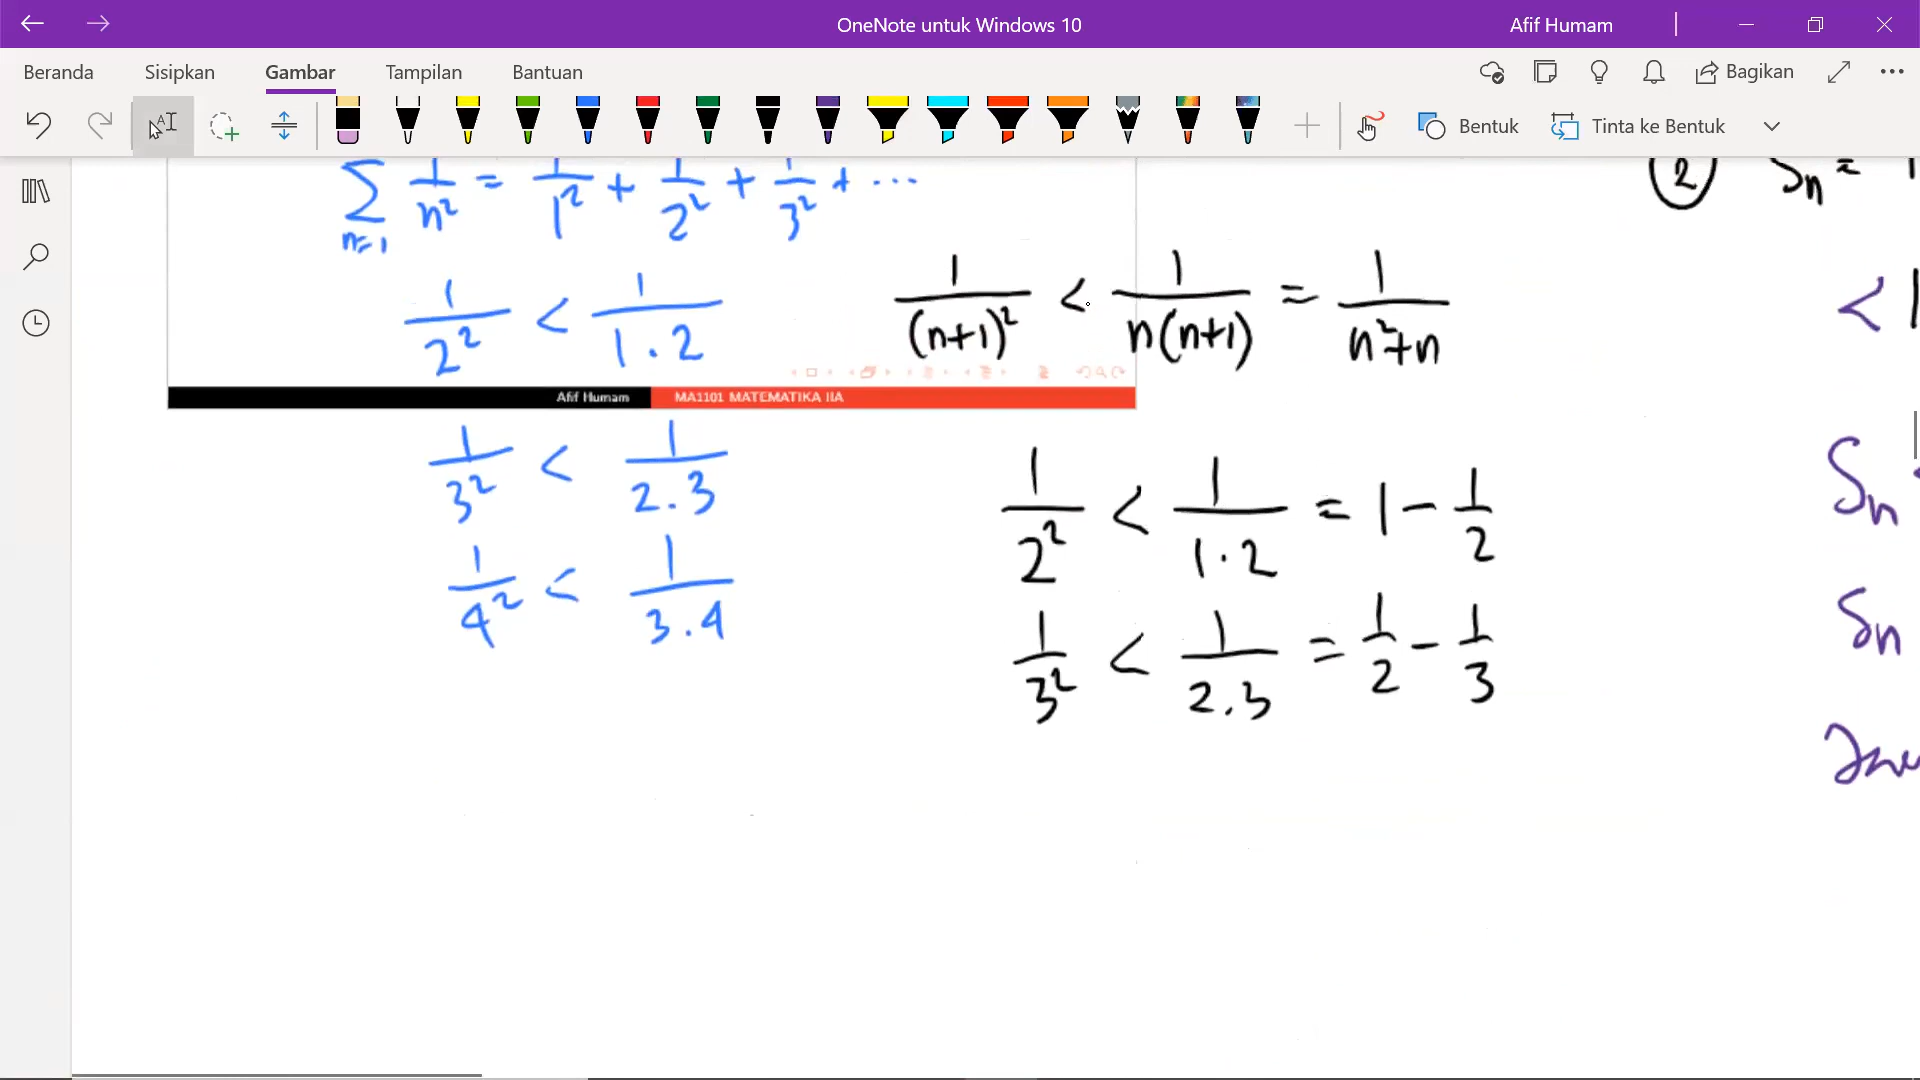 OneNote untuk Windows 10
Afif Humam
Beranda Sisipkan Gambar Tampilan Bantuan
Bagikan
Bentuk Tinta ke Bentuk
∑ n=1 1/n² = 1/1² + 1/2² + 1/3² + ...
1/2² < 1/1.2
1/(n+1)² < 1/n(n+1) = 1/n²+n
Afif Humam MA1101 MATEMATIKA IIA
1/3² < 1/2.3
1/4² < 1/3.4
1/2² < 1/1.2 = 1 - 1/2
1/3² < 1/2.3 = 1/2 - 1/3
② Sn =
< 1
Sn
Sn